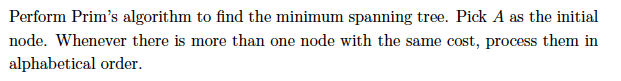 Perform Prim's algorithm to find the minimum spanning tree. Pick A as the initial
node. Whenever there is more than one node with the same cost, process them in
alphabetical order.